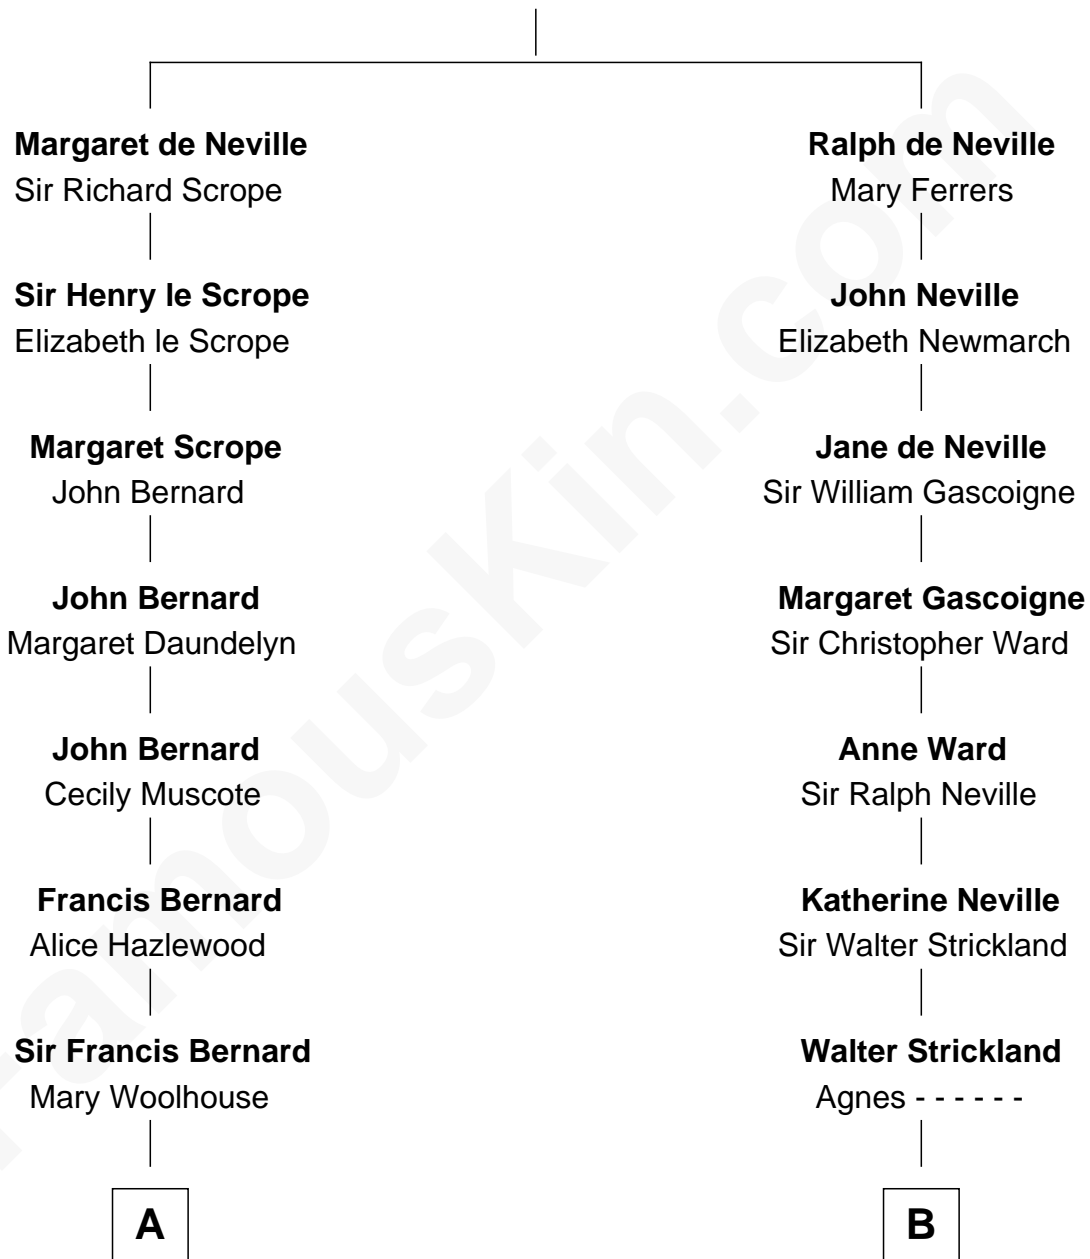 Margaret de Neville
Sir Richard Scrope
Ralph de Neville
Mary Ferrers
Sir Henry le Scrope
Elizabeth le Scrope
John Neville
Elizabeth Newmarch
Margaret Scrope
John Bernard
Jane de Neville
Sir William Gascoigne
John Bernard
Margaret Daundelyn
Margaret Gascoigne
Sir Christopher Ward
John Bernard
Cecily Muscote
Anne Ward
Sir Ralph Neville
Francis Bernard
Alice Hazlewood
Katherine Neville
Sir Walter Strickland
Sir Francis Bernard
Mary Woolhouse
Walter Strickland
Agnes - - - - - -
A
B
FamousKin.com